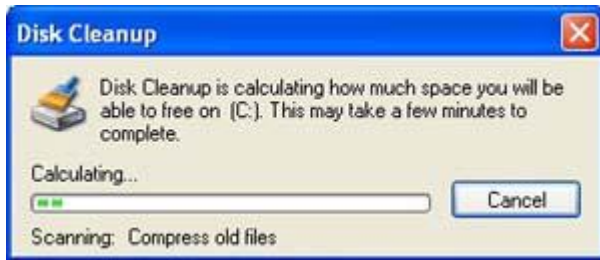 Disk Cleanup
Disk Cleanup is calculating how much space you will be
able to free on (C:). This may take a few minutes to
complete.
Calculating...
Cancel
Scanning: Compress old files